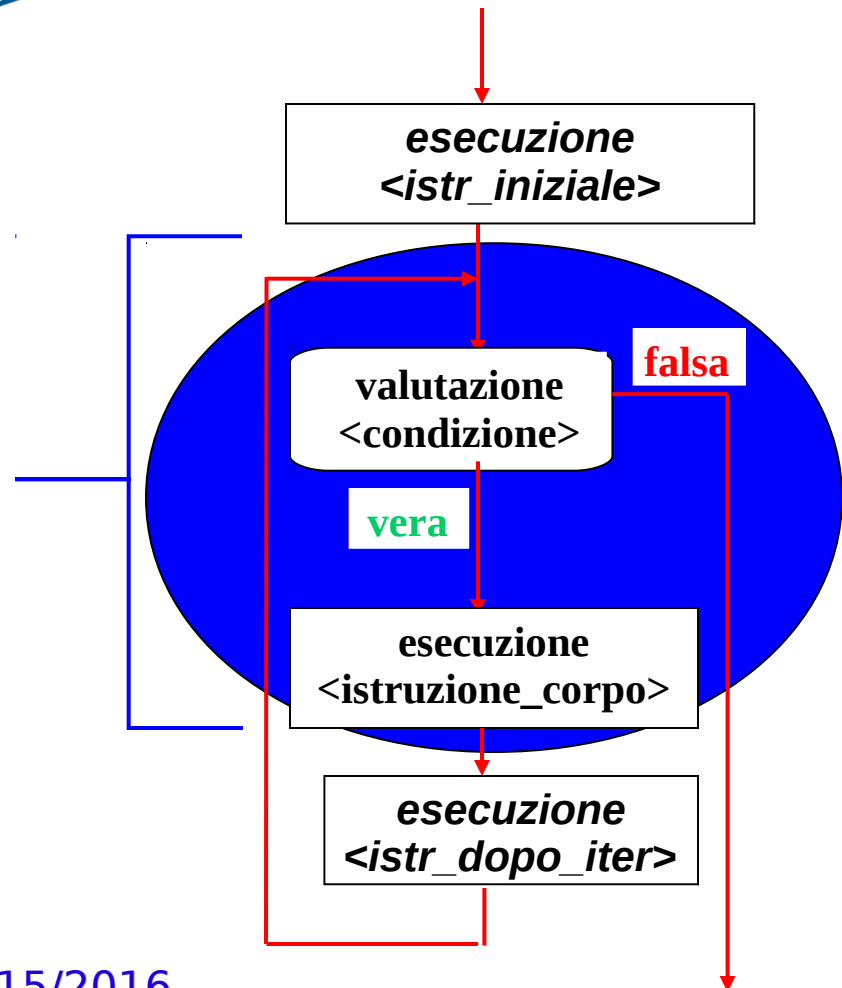 esecuzione
<istr_iniziale>
falsa
valutazione
<condizione>
vera
esecuzione
<istruzione_corpo>
esecuzione
<istr_dopo_iter>
15/2016